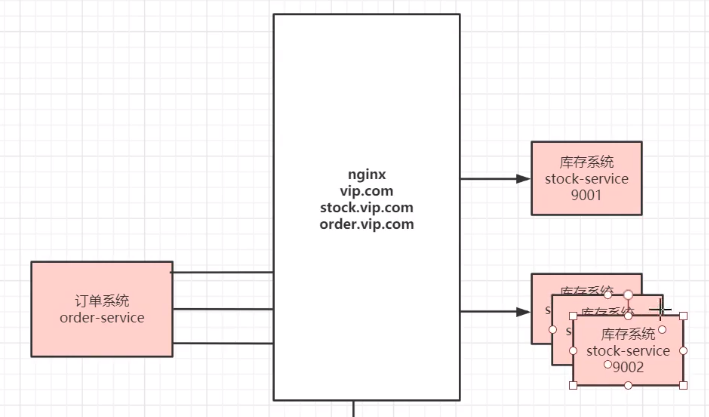 nginx
vip.com
stock.vip.com
order.vip.com
库存系统
stock-service
9001
订单系统
order-service
库存系统
库存系统
库存系统
stock-service
9002